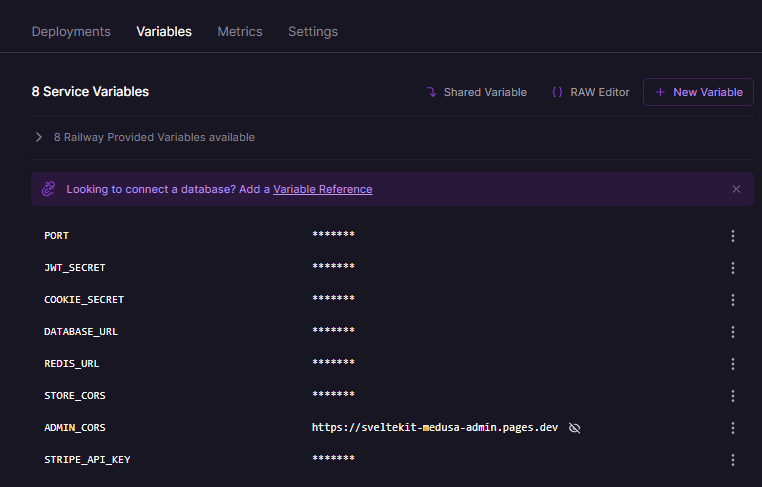 Deployments Variables Metrics Settings
8 Service Variables Shared Variable {} RAW Editor + New Variable
8 Railway Provided Variables available
Looking to connect a database? Add a Variable Reference
PORT *******
JWT_SECRET *******
COOKIE_SECRET *******
DATABASE_URL *******
REDIS_URL *******
STORE_CORS *******
ADMIN_CORS https://sveltekit-medusa-admin.pages.dev
STRIPE_API_KEY *******